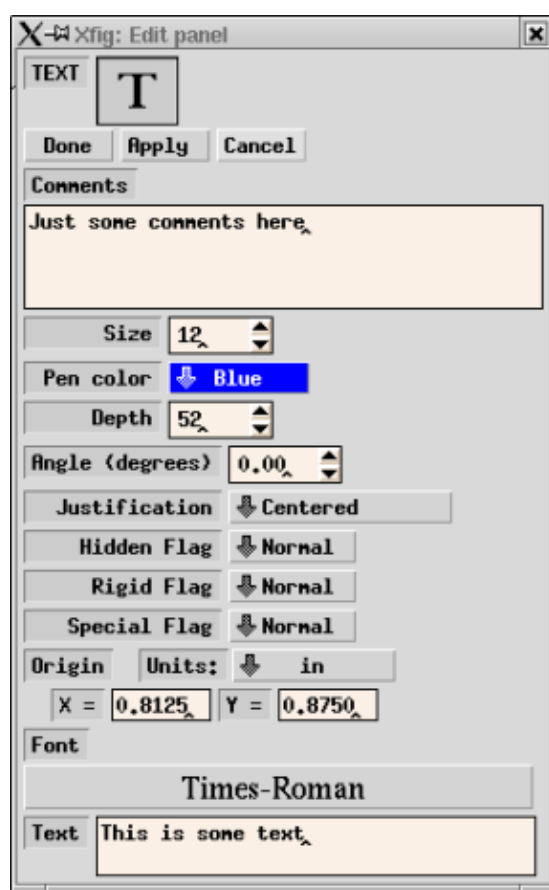 Xfig: Edit panel
TEXT T
Done Apply Cancel
Comments
Just some comments here
Size 12
Pen color Blue
Depth 52
Angle (degrees) 0.00
Justification Centered
Hidden Flag Normal
Rigid Flag Normal
Special Flag Normal
Origin Units: in
X = 0.8125 Y = 0.8750
Font
Times-Roman
Text This is some text